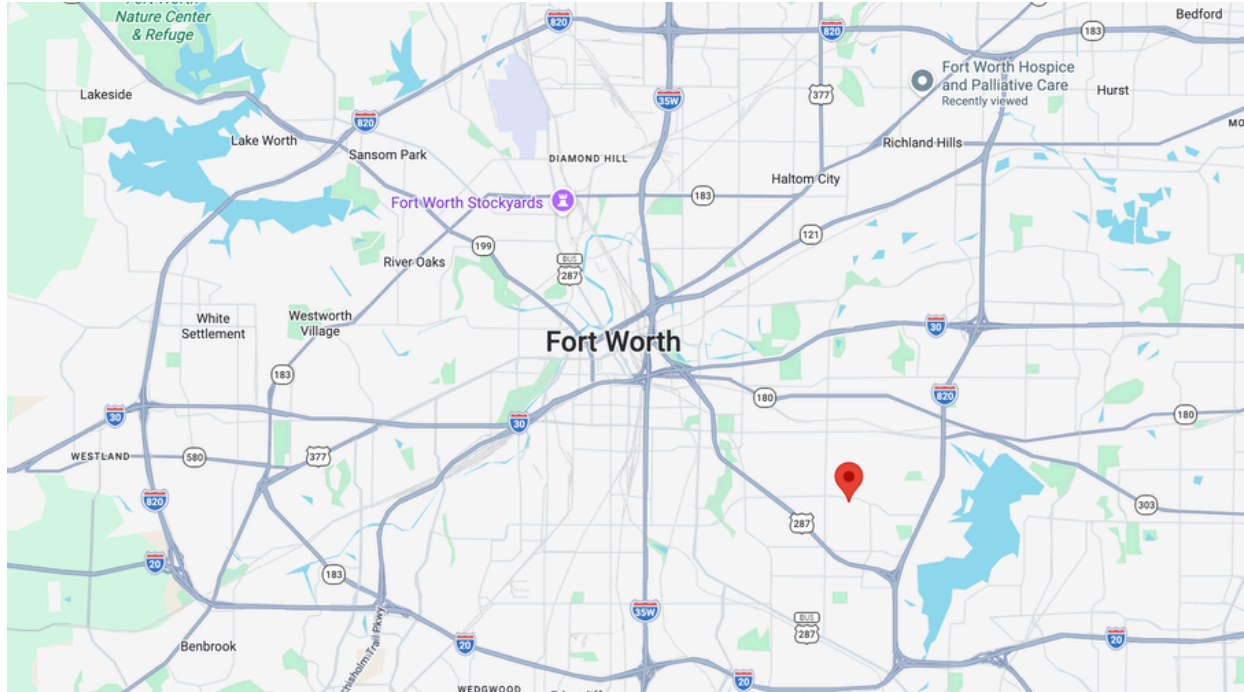 Nature Center
& Refuge
820
820
183
Bedford
Fort Worth Hospice
and Palliative Care
Recently viewed
377
35W
Hurst
Lakeside
820
Lake Worth
Sansom Park
DIAMOND HILL
Richland Hills
Haltom City
183
Fort Worth Stockyards
121
199
River Oaks
BUS
287
White
Settlement
Westworth
Village
30
Fort Worth
183
820
180
180
30
30
WESTLAND
580
377
820
303
287
20
183
35W
BUS
287
20
Benbrook
20
20
WEDGWOOD